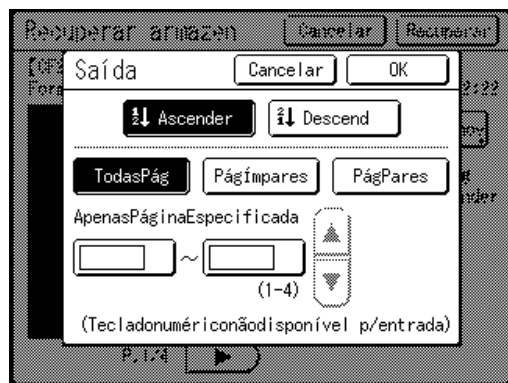 Recuperar armazen Cancelar Recuperar
Saída Cancelar OK
Ascender Descend
TodasPág PágÍmpares PágPares
ApenasPáginaEspecificada
~
(1-4)
(Tecladonumériconãodisponível p/entrada)
P.1/4